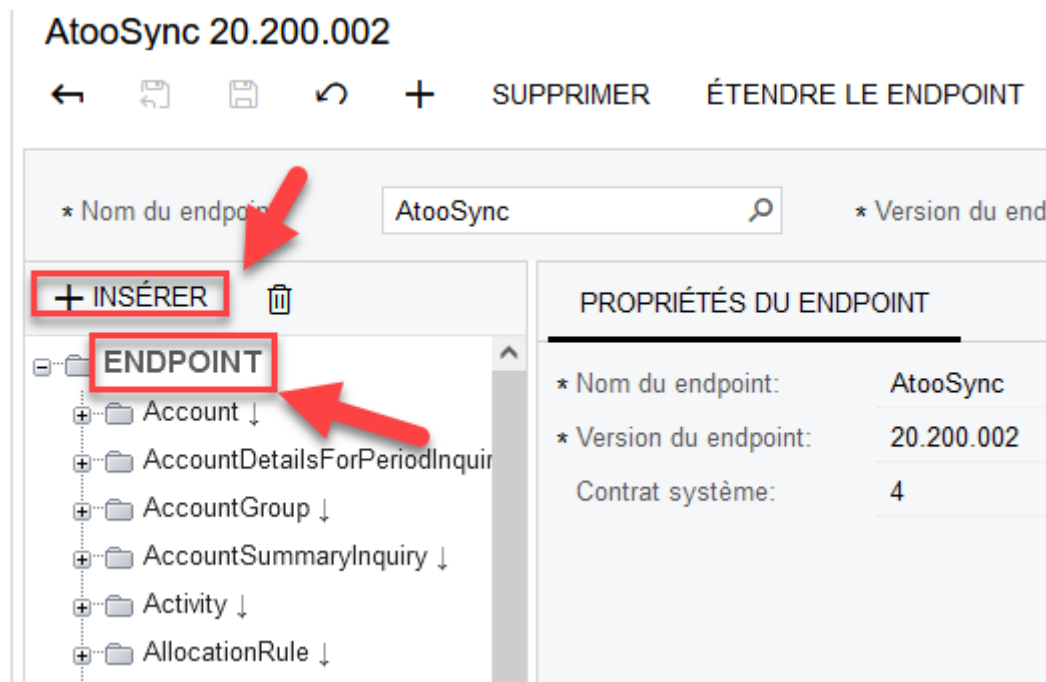 AtooSync 20.200.002
SUPPRIMER ÉTENDRE LE ENDPOINT
* Nom du endpoin AtooSync * Version du end
INSÉRER
PROPRIÉTÉS DU ENDPOINT
ENDPOINT
* Nom du endpoint: AtooSync
Account ↓
* Version du endpoint: 20.200.002
AccountDetailsForPeriodInquir
Contrat système: 4
AccountGroup ↓
AccountSummaryInquiry ↓
Activity ↓
AllocationRule ↓